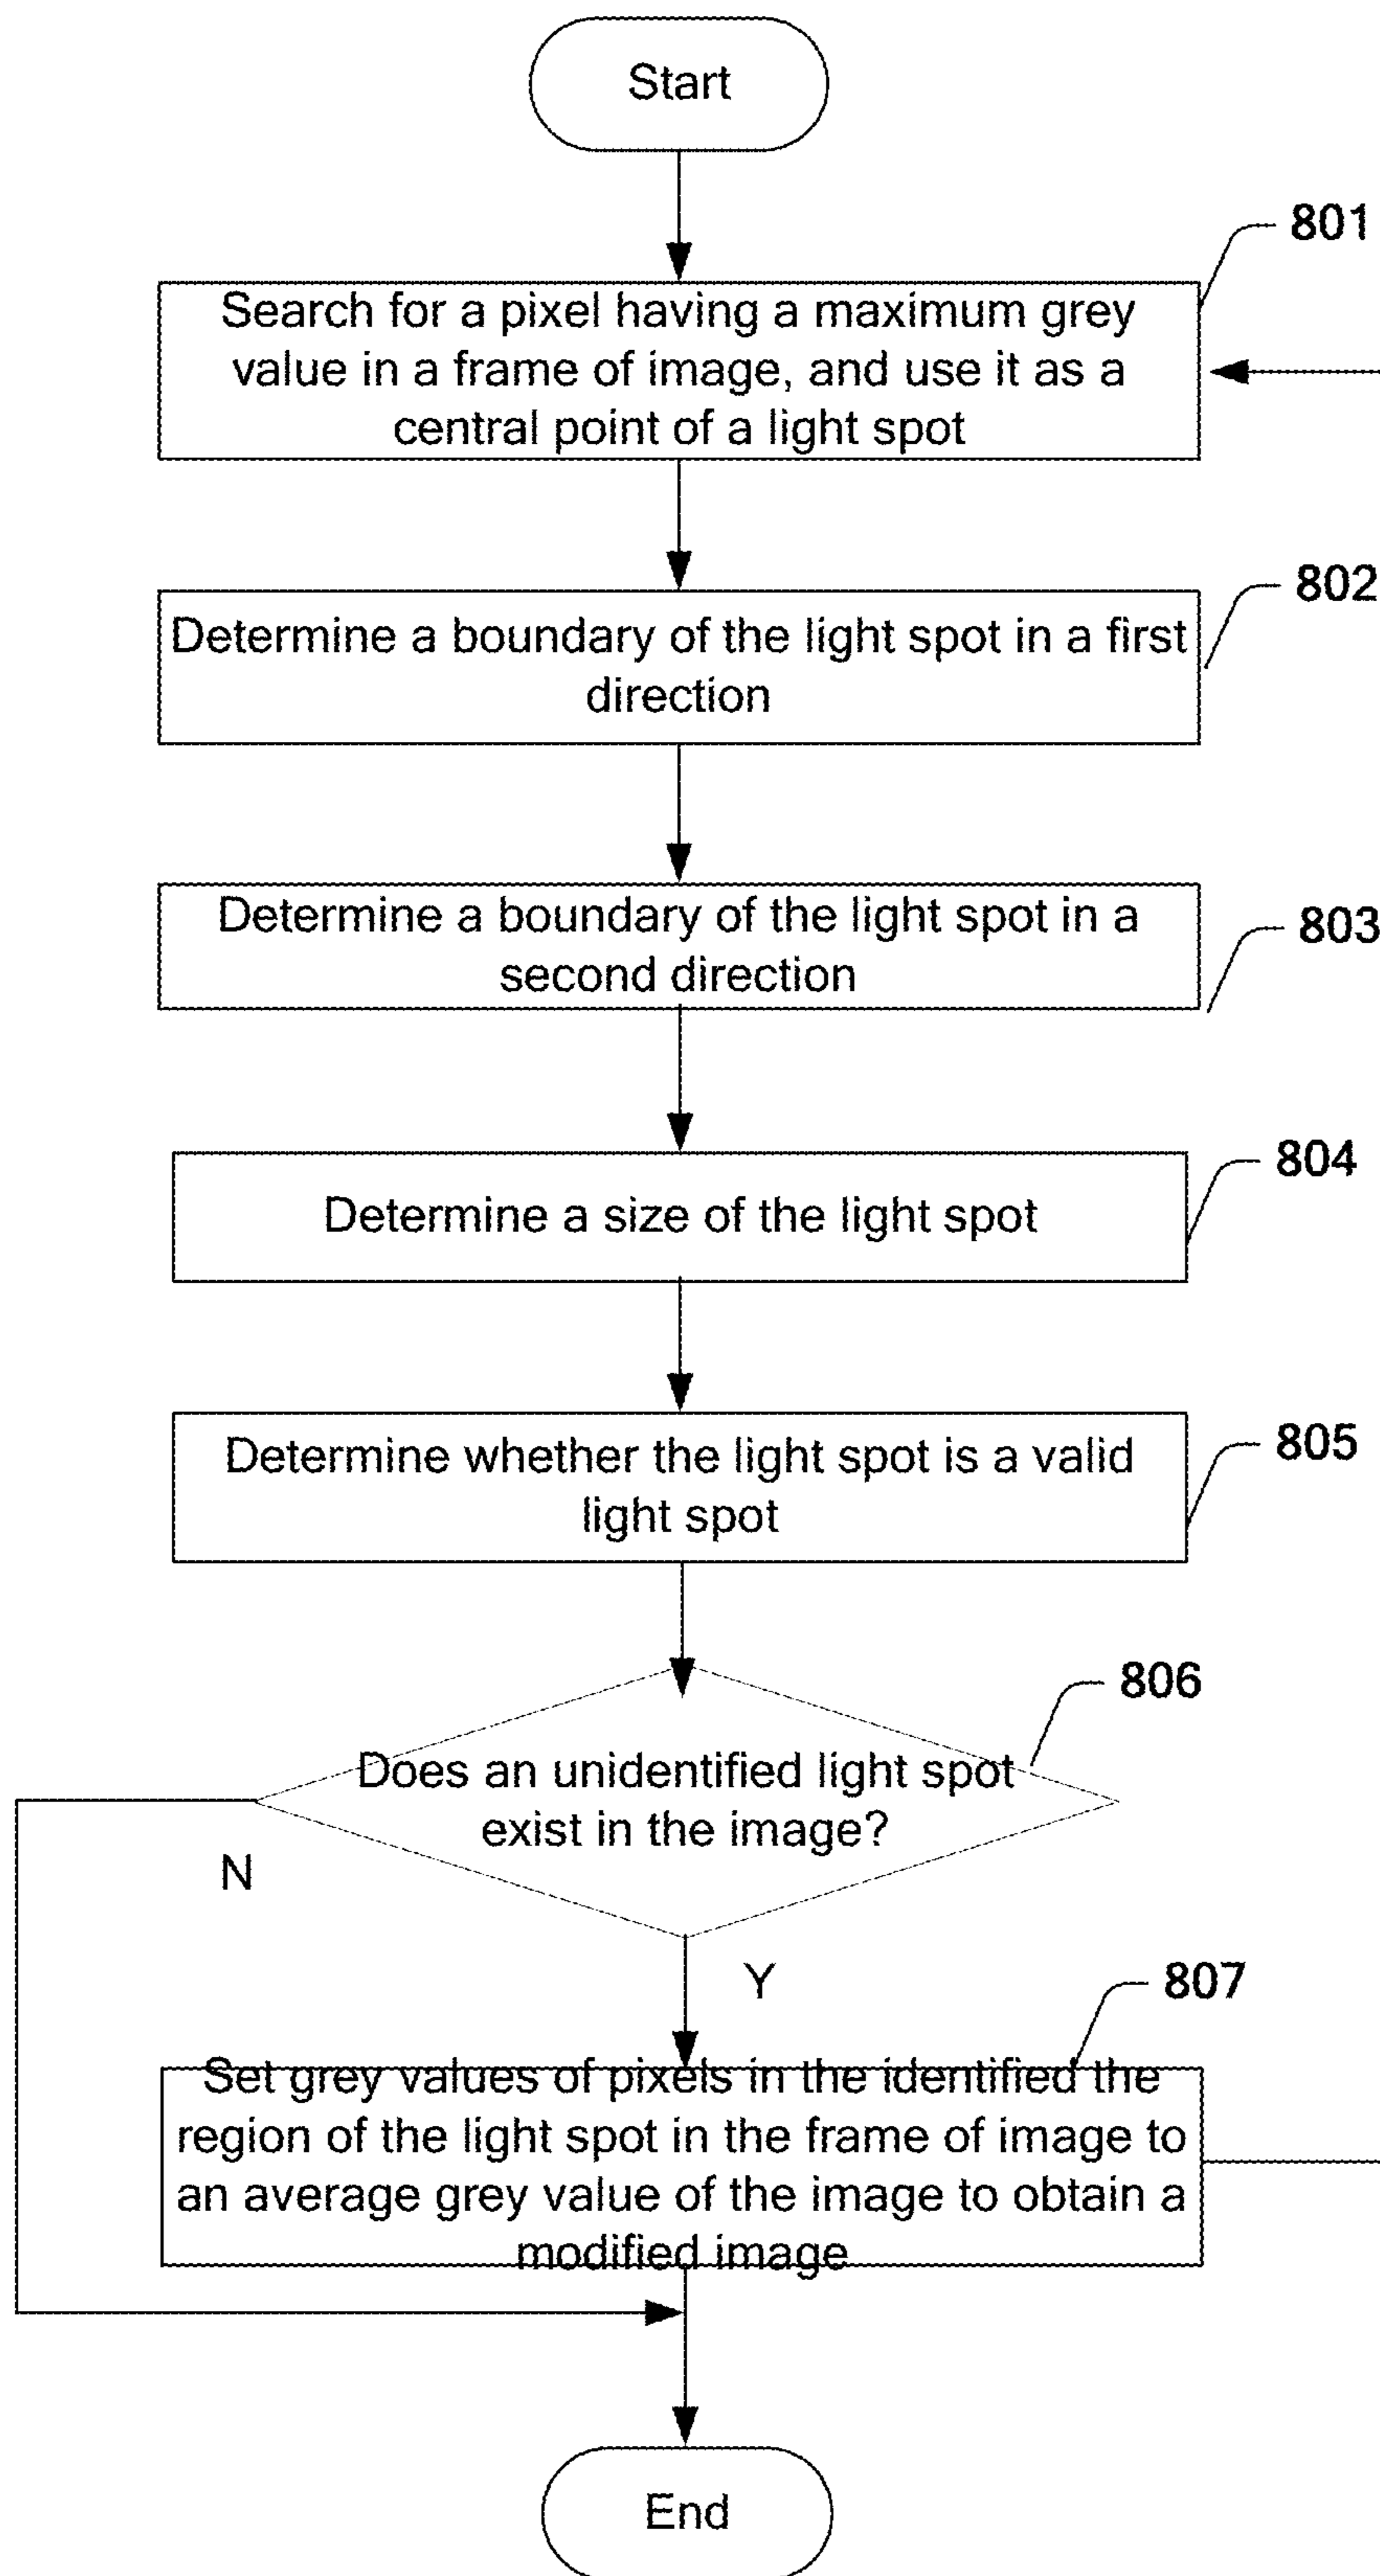 Start
801
Search for a pixel having a maximum grey
value in a frame of image, and use it as a
central point of a light spot
802
Determine a boundary of the light spot in a first
direction
803
Determine a boundary of the light spot in a
second direction
804
Determine a size of the light spot
805
Determine whether the light spot is a valid
light spot
806
Does an unidentified light spot
exist in the image?
N
Y
807
Set grey values of pixels in the identified the
region of the light spot in the frame of image to
an average grey value of the image to obtain a
modified image
End